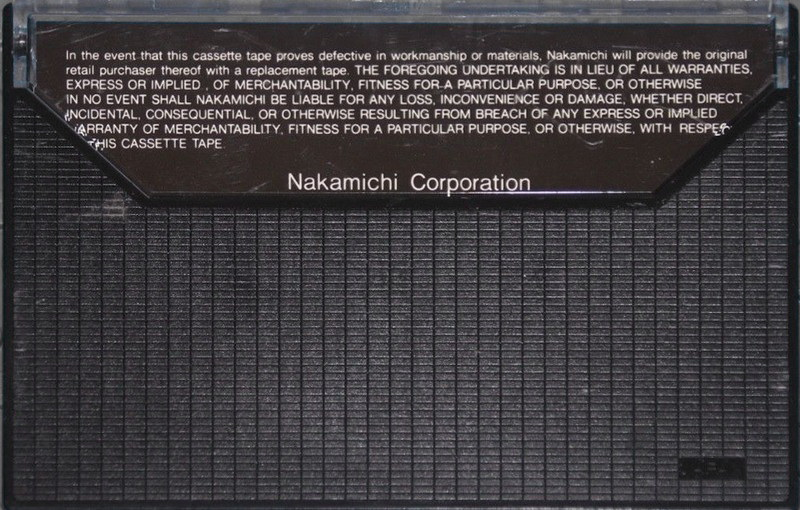 In the event that this cassette tape proves defective in workmanship or materials, Nakamichi will provide the original
retail purchaser thereof with a replacement tape. THE FOREGOING UNDERTAKING IS IN LIEU OF ALL WARRANTIES,
EXPRESS OR IMPLIED , OF MERCHANTABILITY, FITNESS FOR A PARTICULAR PURPOSE, OR OTHERWISE
IN NO EVENT SHALL NAKAMICHI BE LIABLE FOR ANY LOSS, INCONVENIENCE OR DAMAGE, WHETHER DIRECT,
INCIDENTAL, CONSEQUENTIAL, OR OTHERWISE RESULTING FROM BREACH OF ANY EXPRESS OR IMPLIED
WARRANTY OF MERCHANTABILITY, FITNESS FOR A PARTICULAR PURPOSE, OR OTHERWISE, WITH RESPE
THIS CASSETTE TAPE.
Nakamichi Corporation